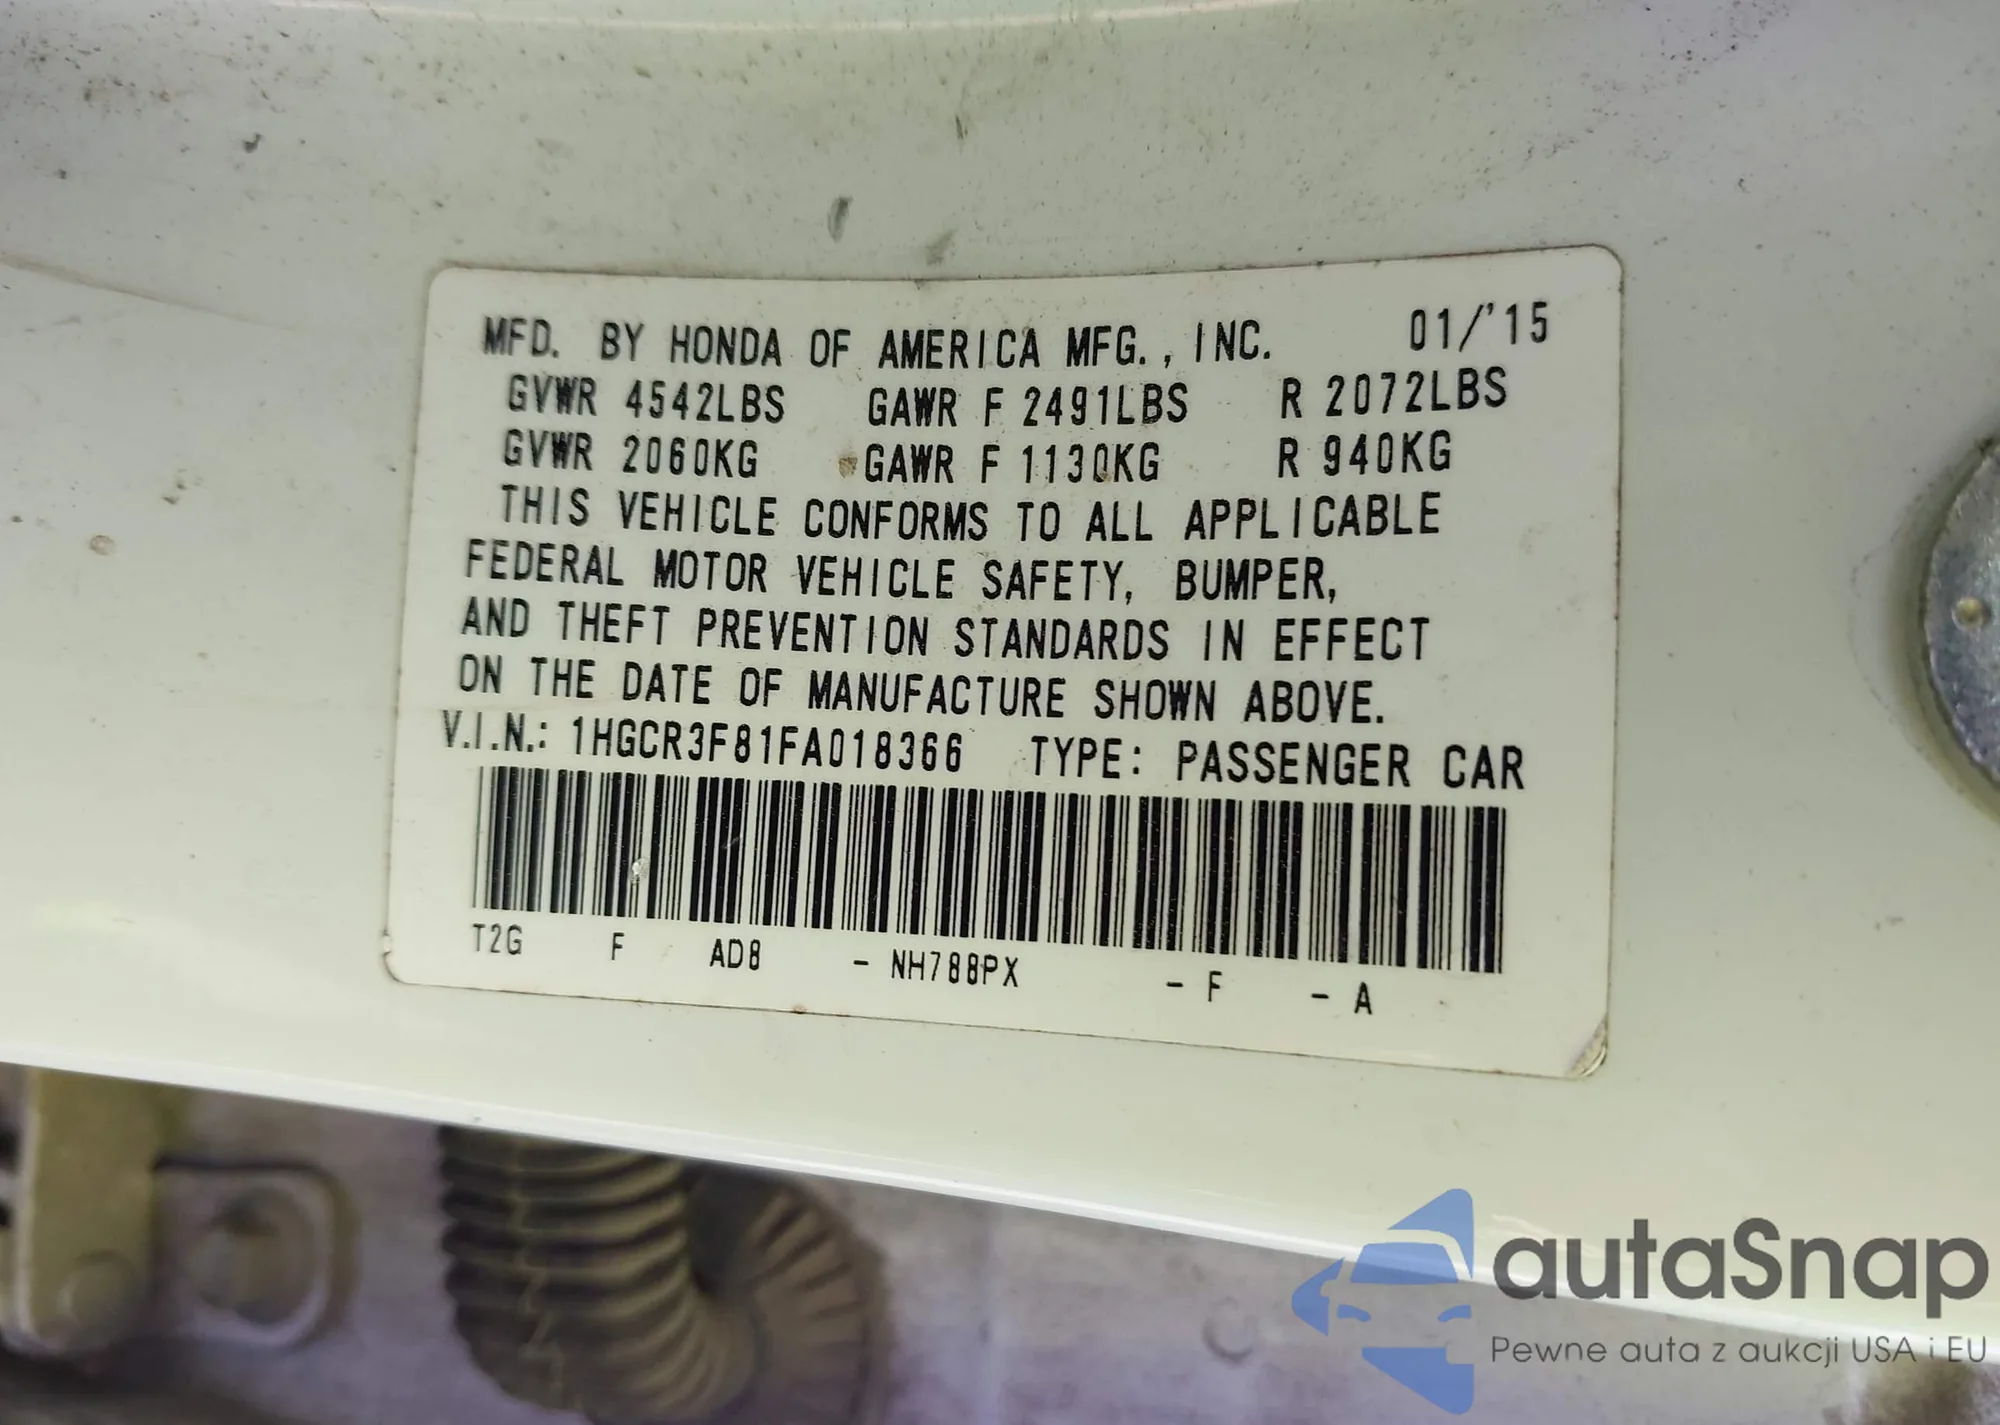 MFD. BY HONDA OF AMERICA MFG., INC. 01/'15
GVWR 4542LBS GAWR F 2491LBS R 2072LBS
GVWR 2060KG GAWR F 1130KG R 940KG
THIS VEHICLE CONFORMS TO ALL APPLICABLE
FEDERAL MOTOR VEHICLE SAFETY, BUMPER,
AND THEFT PREVENTION STANDARDS IN EFFECT
ON THE DATE OF MANUFACTURE SHOWN ABOVE.
V.I.N.: 1HGCR3F81FA018366 TYPE: PASSENGER CAR
T2G F AD8 - NH788PX - F - A
autaSnap
Pewne auta z aukcji USA i EU